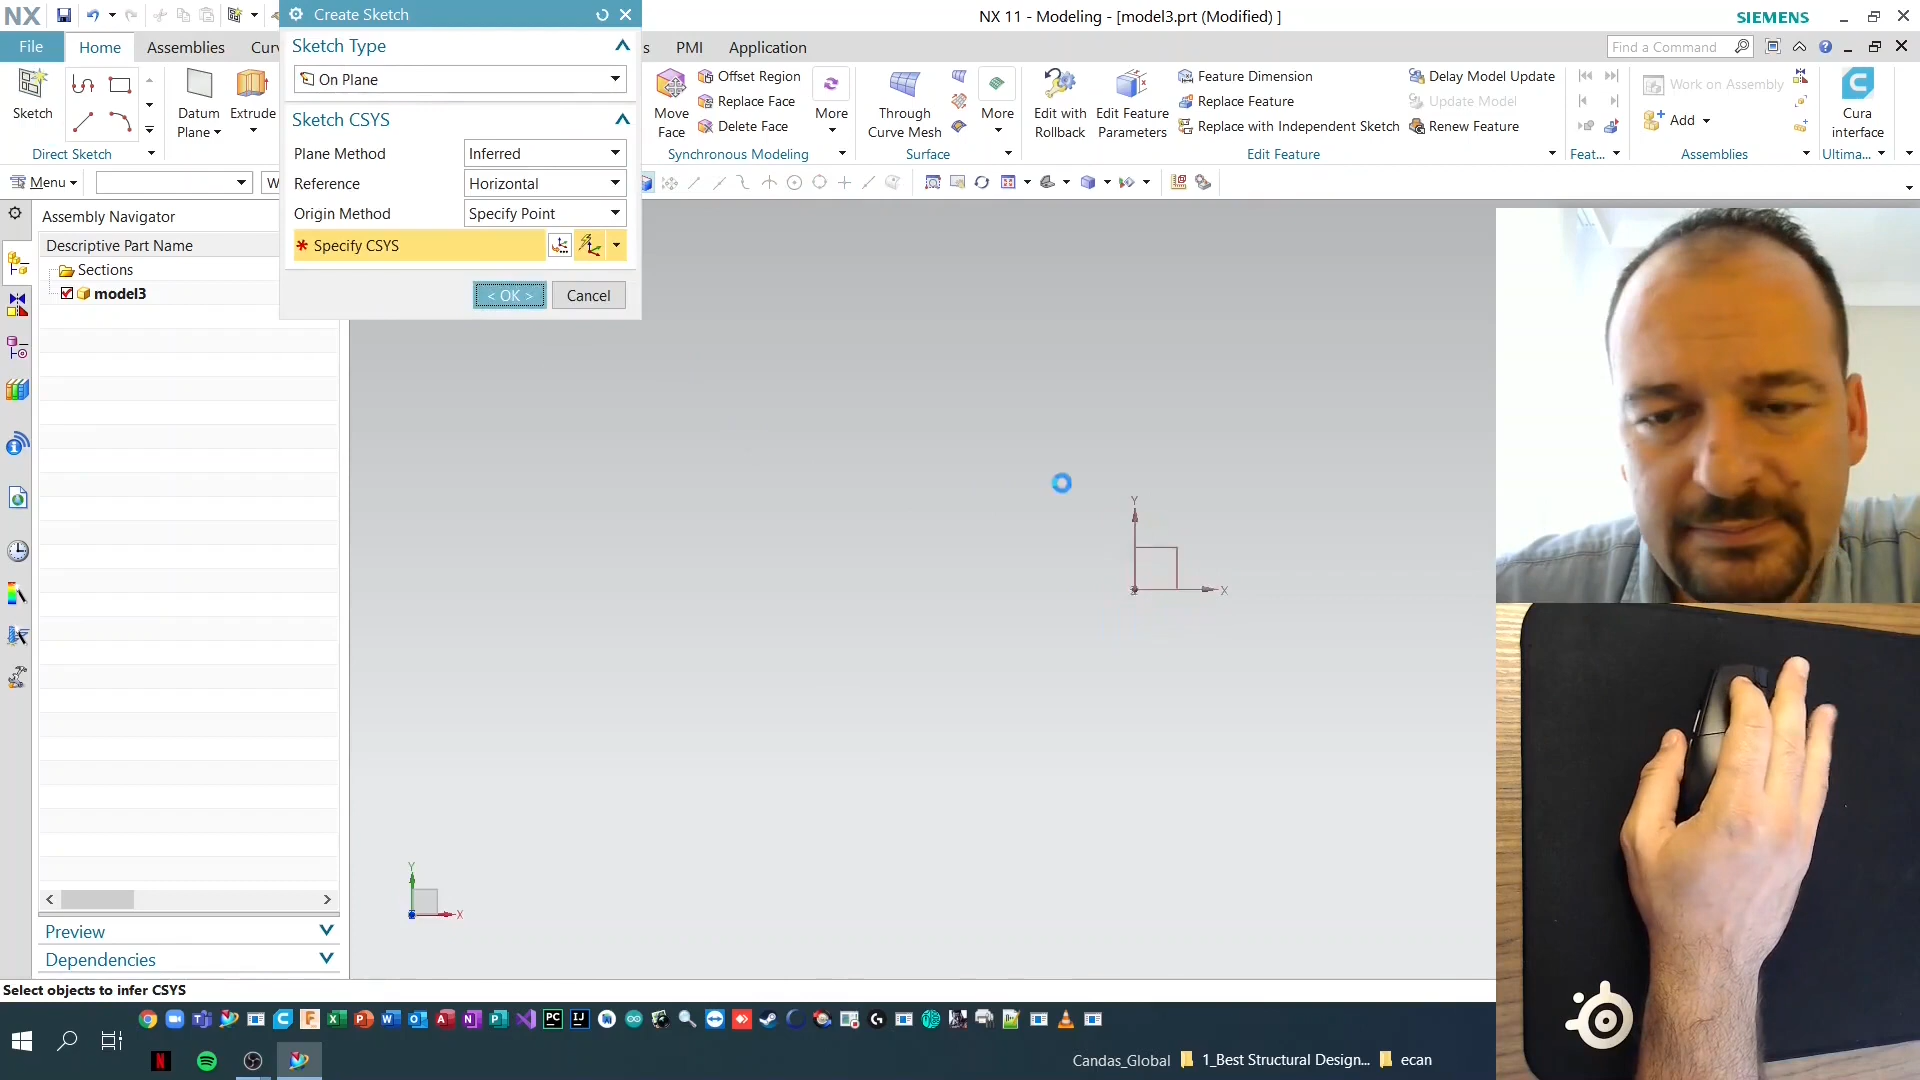 NX
Create Sketch
NX 11 - Modeling - [model3.prt (Modified) ]
SIEMENS
File
Home
Assemblies
Cur
s
PMI
Application
Find a Command
Sketch Type
On Plane
Sketch CSYS
Plane Method
Inferred
Reference
Horizontal
Origin Method
Specify Point
* Specify CSYS
< OK >
Cancel
Sketch
Datum
Plane
Extrude
Direct Sketch
Move
Face
Offset Region
Replace Face
Delete Face
More
Synchronous Modeling
Through
Curve Mesh
More
Surface
Edit with
Rollback
Edit Feature
Parameters
Feature Dimension
Replace Feature
Replace with Independent Sketch
Delay Model Update
Update Model
Renew Feature
Edit Feature
Feat...
Work on Assembly
Add
Assemblies
Cura
interface
Ultima...
Menu
W
Assembly Navigator
Descriptive Part Name
Sections
model3
Y
X
Y
X
Preview
Dependencies
Select objects to infer CSYS
Candas_Global
1_Best Structural Design...
ecan